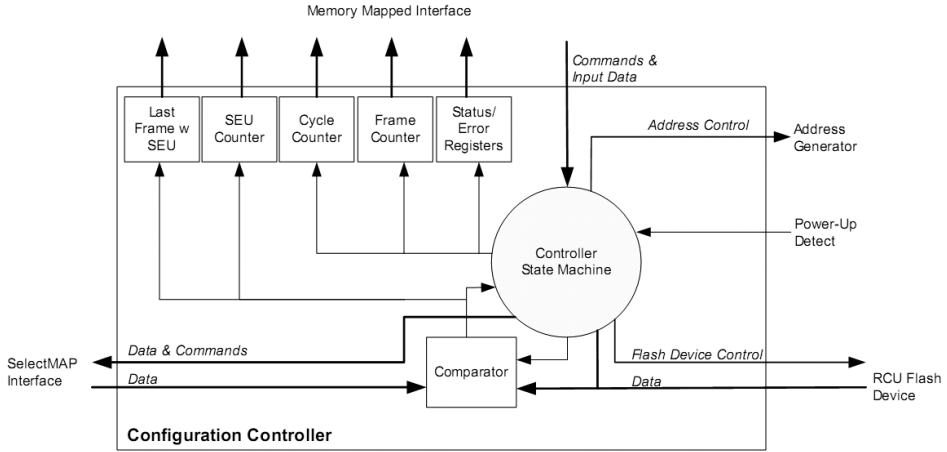 Memory Mapped Interface
Commands &
Input Data
Last
Frame w
SEU
SEU
Counter
Cycle
Counter
Frame
Counter
Status/
Error
Registers
Address Control
Address
Generator
Power-Up
Detect
Controller
State Machine
Data & Commands
Flash Device Control
SelectMAP
Interface
Data
Comparator
Data
RCU Flash
Device
Configuration Controller